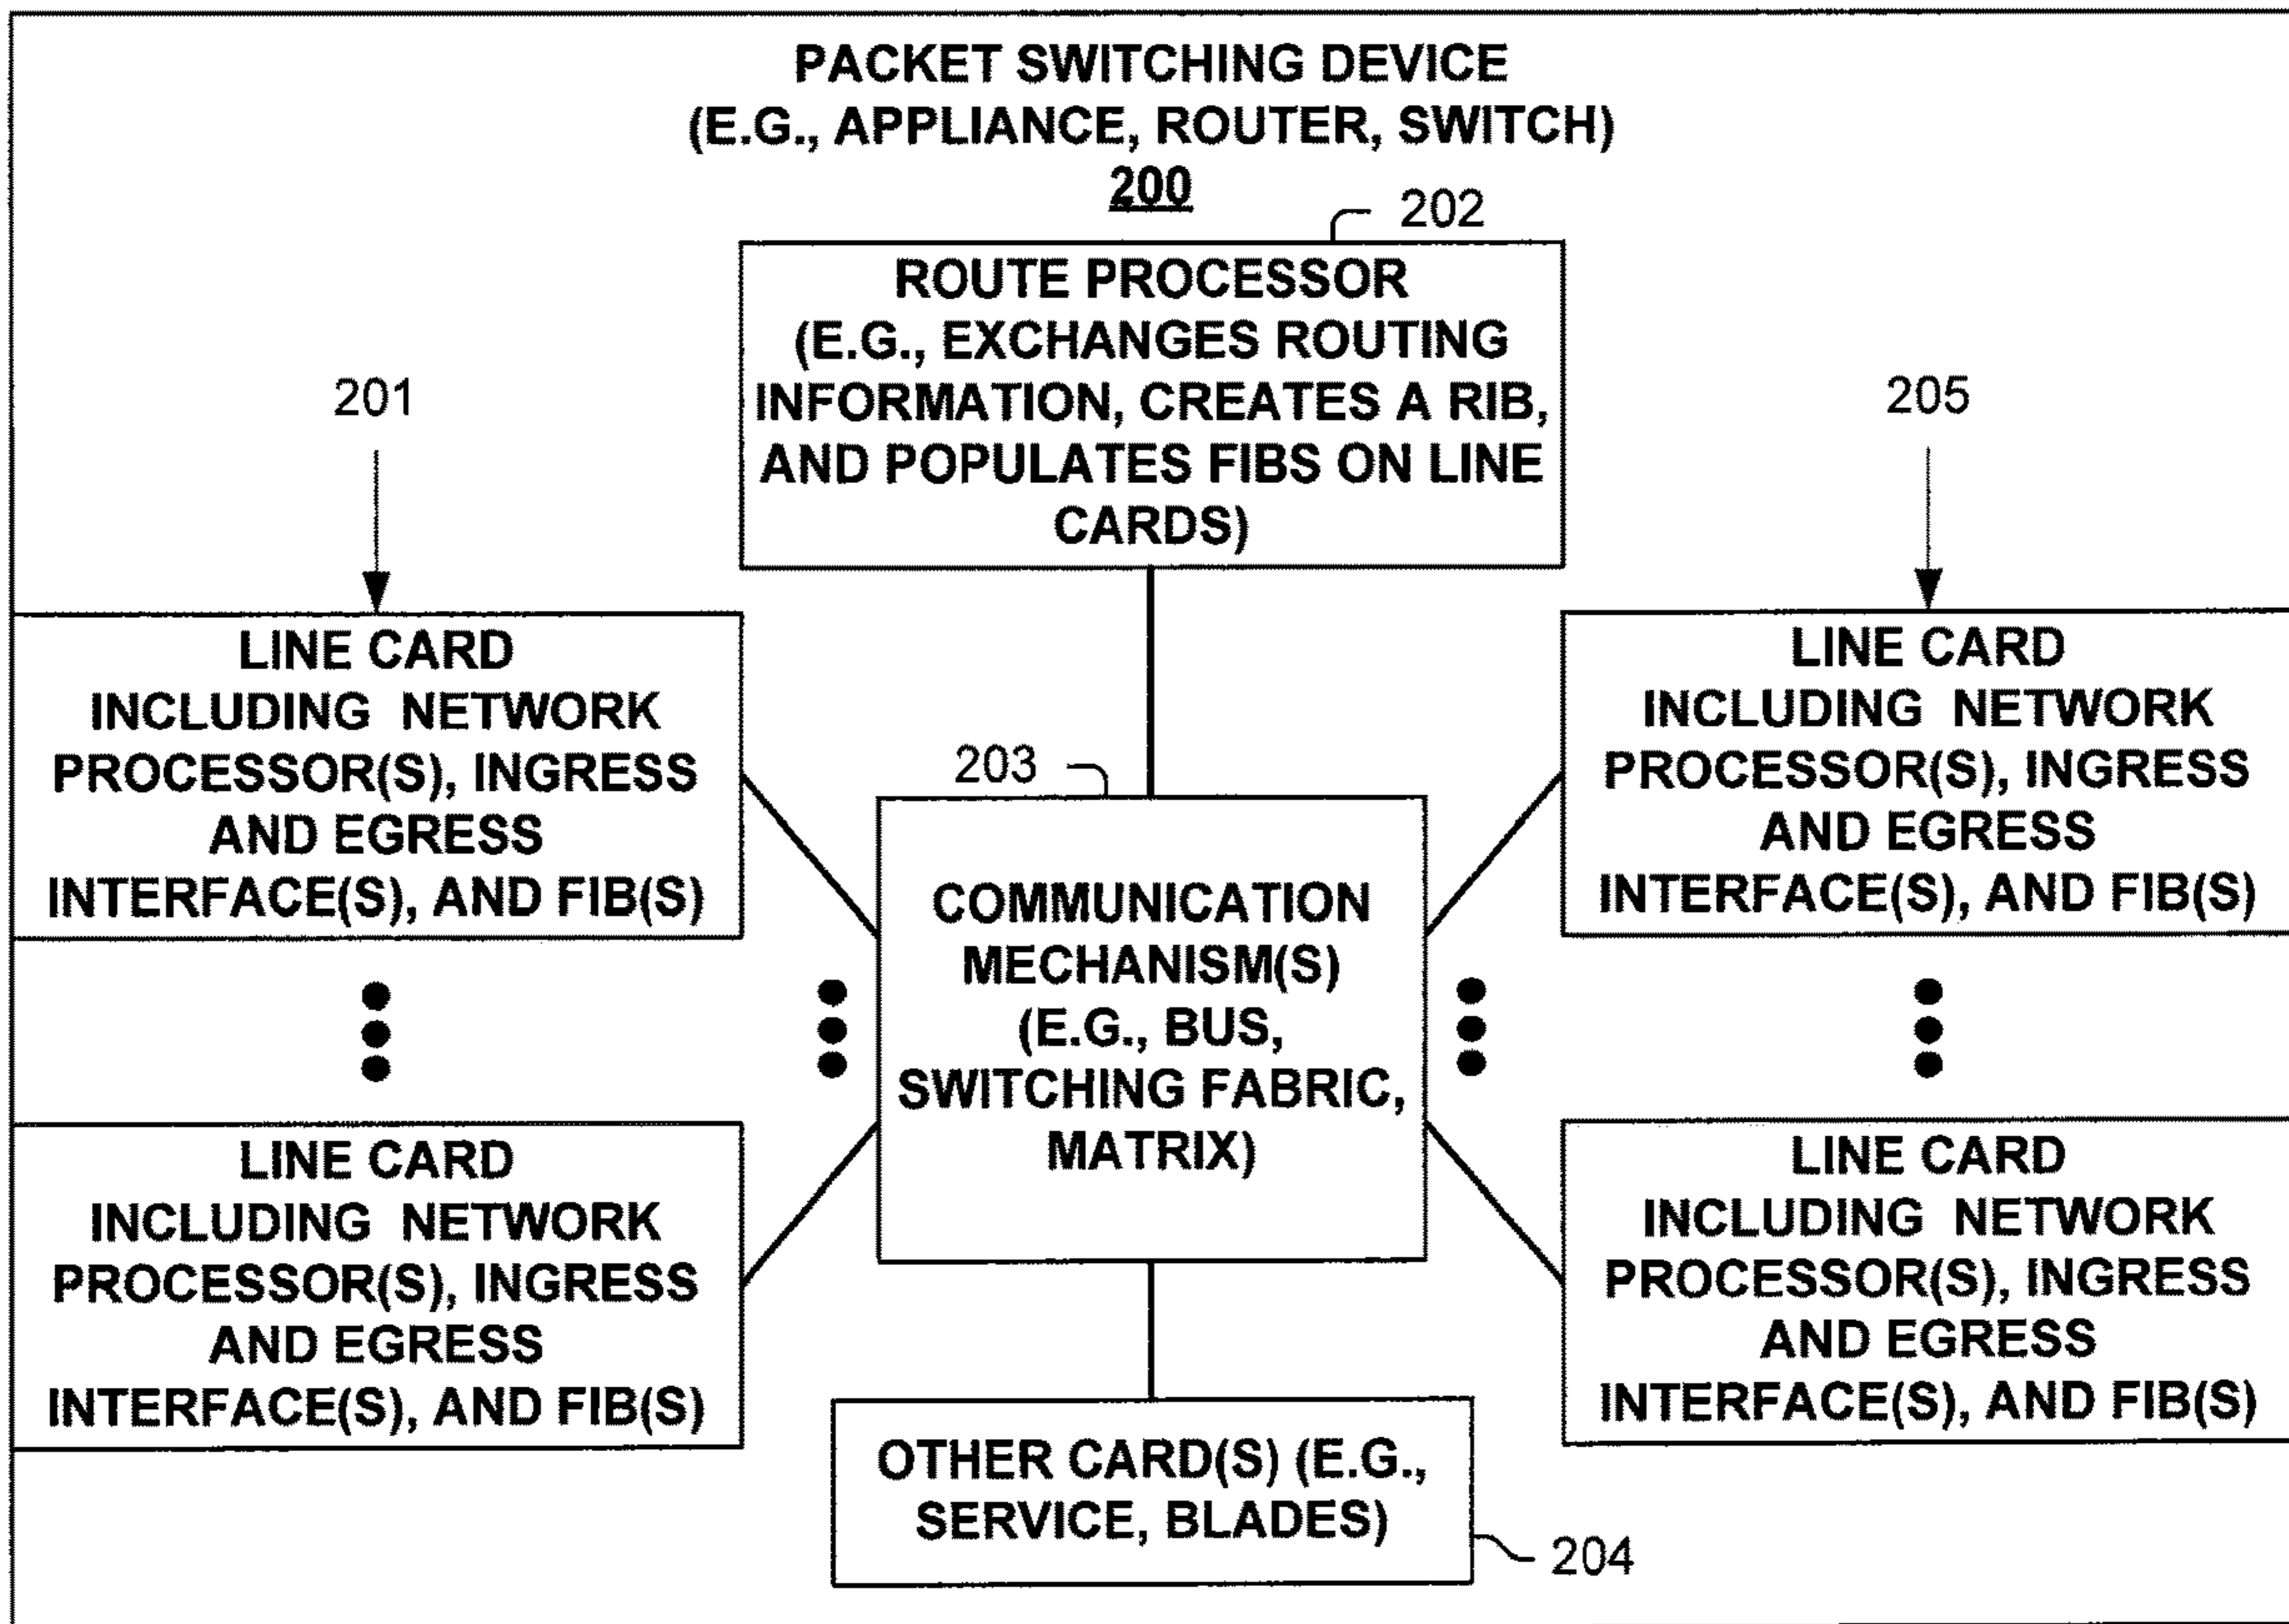 PACKET SWITCHING DEVICE
(E.G., APPLIANCE, ROUTER, SWITCH)
200
202
ROUTE PROCESSOR
(E.G., EXCHANGES ROUTING
INFORMATION, CREATES A RIB,
AND POPULATES FIBS ON LINE
CARDS)
201
205
LINE CARD
INCLUDING NETWORK
PROCESSOR(S), INGRESS
AND EGRESS
INTERFACE(S), AND FIB(S)
LINE CARD
INCLUDING NETWORK
PROCESSOR(S), INGRESS
AND EGRESS
INTERFACE(S), AND FIB(S)
203
COMMUNICATION
MECHANISM(S)
(E.G., BUS,
SWITCHING FABRIC,
MATRIX)
LINE CARD
INCLUDING NETWORK
PROCESSOR(S), INGRESS
AND EGRESS
INTERFACE(S), AND FIB(S)
LINE CARD
INCLUDING NETWORK
PROCESSOR(S), INGRESS
AND EGRESS
INTERFACE(S), AND FIB(S)
OTHER CARD(S) (E.G.,
SERVICE, BLADES)
204